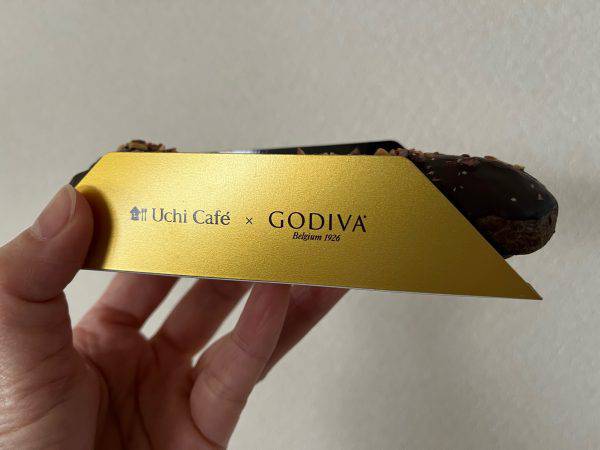 Uchi Café × GODIVA
Belgium 1926